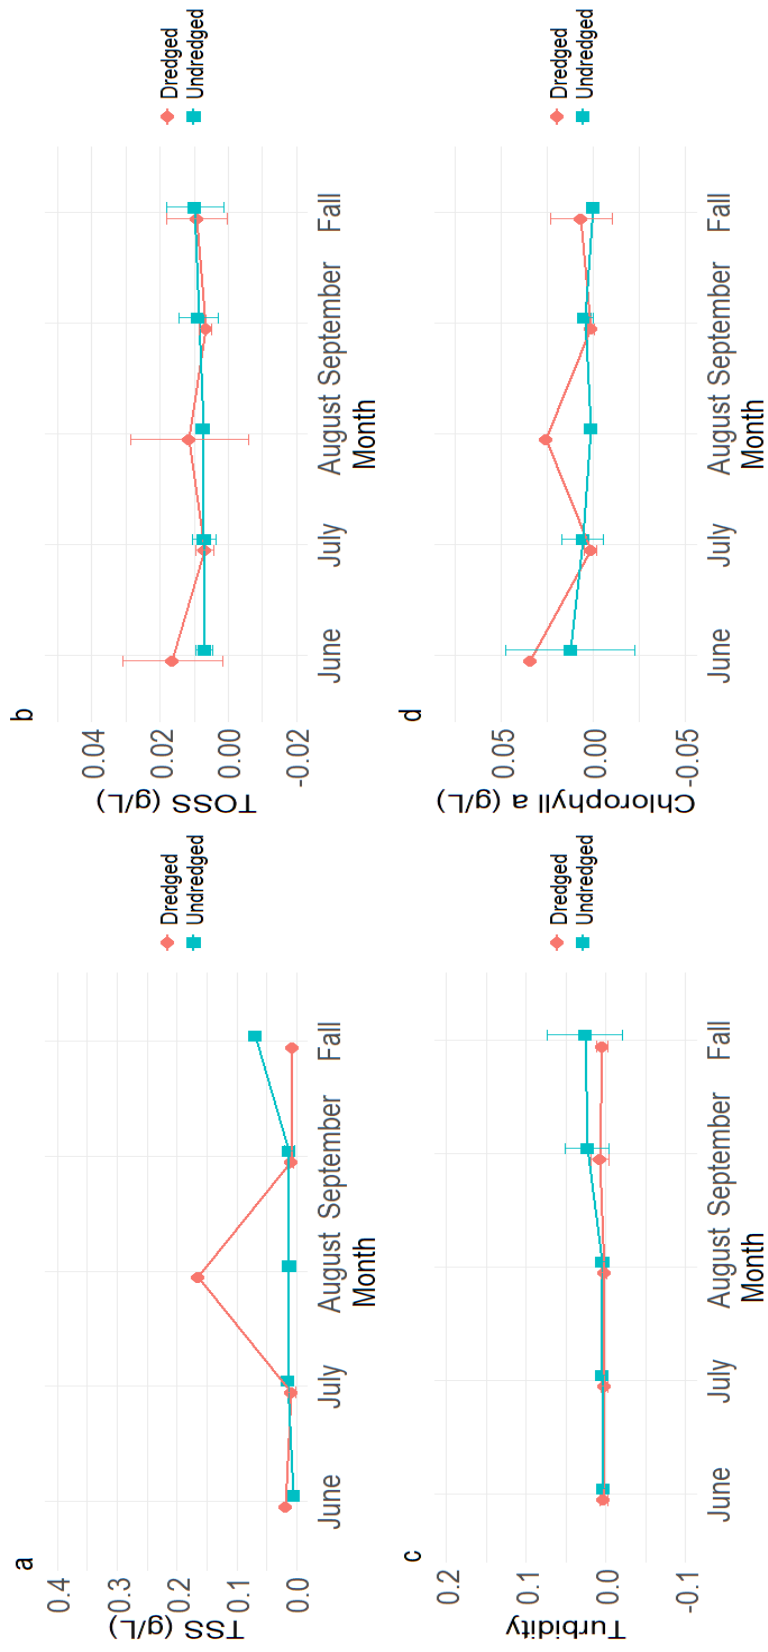 a
TSS (g/L)
0.4
0.3
0.2
0.1
0.0
June
July
August
September
Fall
Month
Dredged
Undredged
b
TOSS (g/L)
0.04
0.02
0.00
-0.02
June
July
August
September
Fall
Month
Dredged
Undredged
c
Turbidity
0.2
0.1
0.0
-0.1
June
July
August
September
Fall
Month
Dredged
Undredged
d
Chlorophyll a (g/L)
0.05
0.00
-0.05
June
July
August
September
Fall
Month
Dredged
Undredged